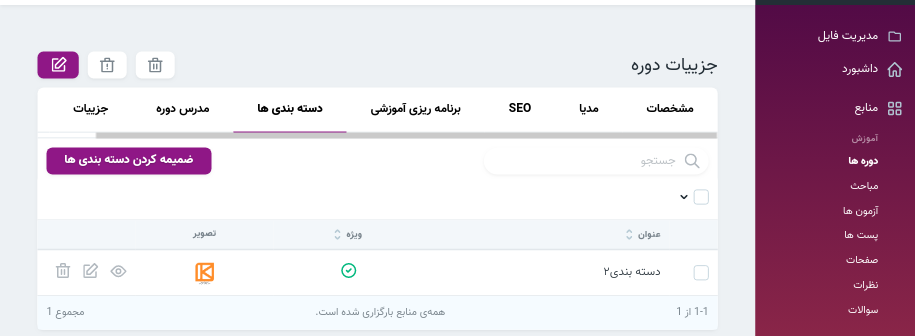 مدیریت فایل
داشبورد
منابع
آموزش
دوره ها
مباحث
آزمون ها
پست ها
صفحات
نظرات
سوالات
جزییات دوره
مشخصات مدیا SEO برنامه ریزی آموزشی دسته بندی ها مدرس دوره جزییات
جستجو ضمیمه کردن دسته بندی ها
عنوان ویژه تصویر
دسته بندی۲
1-1 از 1 همه‌ی منابع بارگزاری شده است. مجموع 1